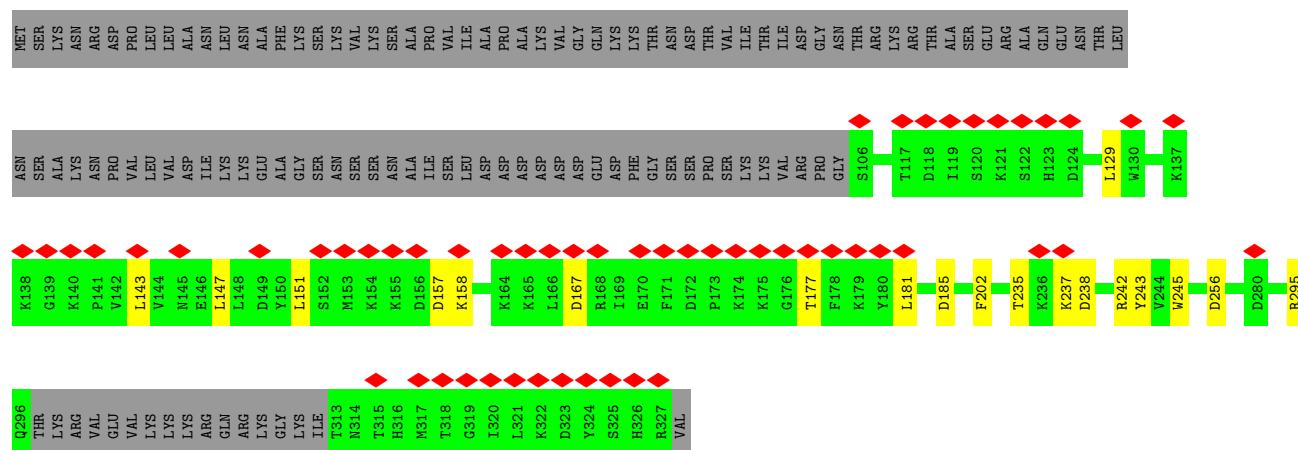 MET SER LYS ASN ARG ASP PRO LEU LEU ALA ASN LEU ASN ALA PHE LYS SER LYS VAL LYS SER ALA PRO VAL ILE ALA PRO ALA LYS VAL GLY GLN LYS LYS THR ASN ASP THR VAL ILE THR ILE ASP GLY ASN THR ARG LYS ARG THR ALA SER GLU ARG ALA GLN GLU ASN THR LEU
ASN SER ALA LYS ASN PRO VAL LEU VAL ASP ILE LYS LYS GLU ALA GLY SER ASN SER SER ASN ALA ILE SER LEU ASP ASP ASP ASP ASP GLU ASP PHE GLY SER SER PRO SER LYS LYS VAL ARG PRO GLY S106 T117 D118 I119 S120 K121 S122 H123 D124 L129 W130 K137
K138 G139 K140 P141 V142 L143 V144 N145 E146 L147 L148 D149 Y150 L151 S152 M153 K154 K155 D156 D157 K158 K164 K165 L166 D167 R168 I169 E170 F171 D172 P173 K174 K175 G176 T177 F178 K179 Y180 L181 D185 F202 T235 K236 K237 D238 R242 Y243 V244 W245 D256 D280 R295
Q296 THR LYS ARG VAL GLU VAL LYS LYS LYS ARG GLN ARG LYS GLY LYS ILE T313 N314 T315 H316 M317 T318 G319 I320 L321 K322 D323 Y324 S325 H326 R327 VAL